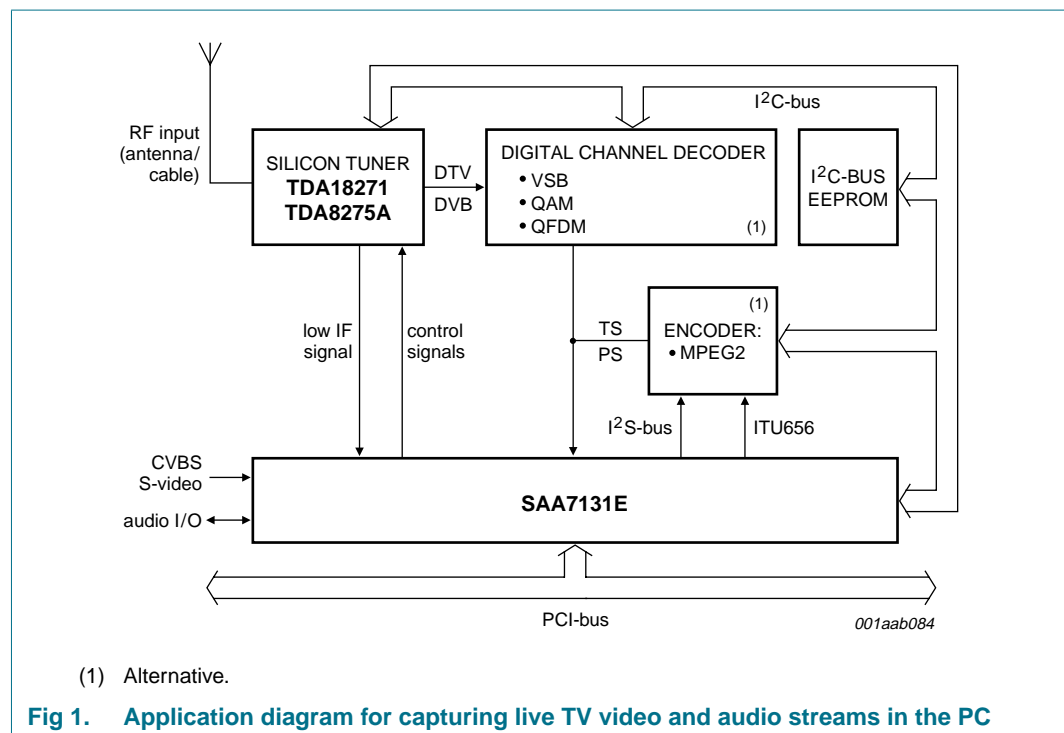 I²C-bus
RF input
(antenna/
cable)
SILICON TUNER
TDA18271
TDA8275A
DTV
DVB
DIGITAL CHANNEL DECODER
• VSB
• QAM
• QFDM
(1)
I²C-BUS
EEPROM
low IF
signal
control
signals
TS
PS
(1)
ENCODER:
• MPEG2
I²S-bus
ITU656
CVBS
S-video
audio I/O
SAA7131E
PCI-bus
001aab084
(1) Alternative.
Fig 1. Application diagram for capturing live TV video and audio streams in the PC